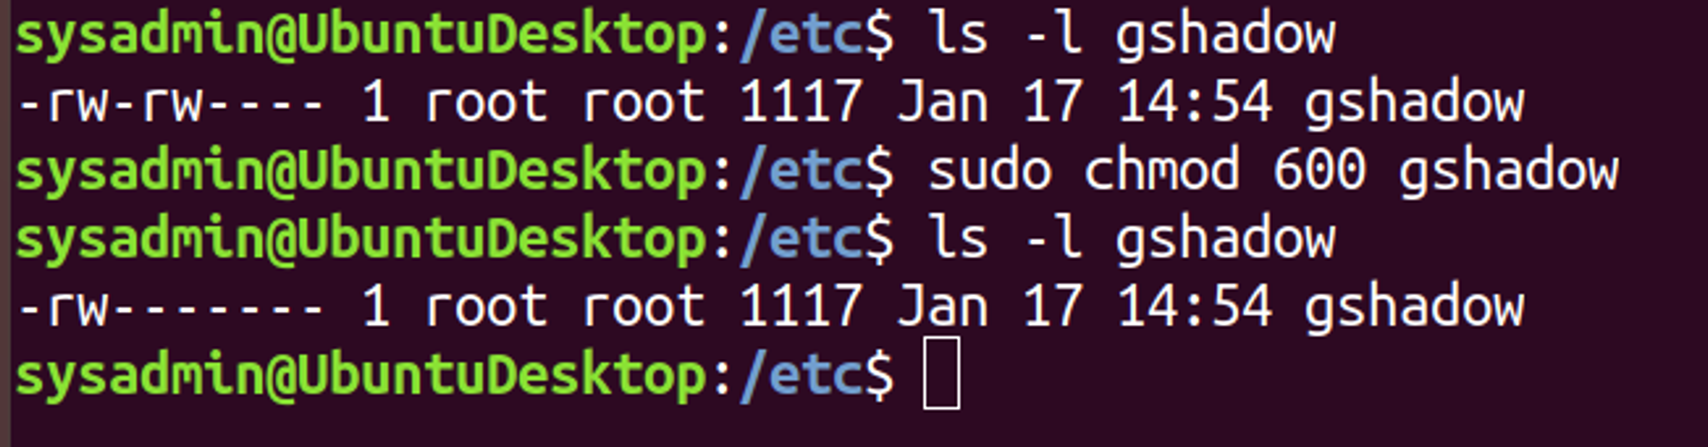 sysadmin@UbuntuDesktop:/etc$ ls -l gshadow
-rw-rw---- 1 root root 1117 Jan 17 14:54 gshadow
sysadmin@UbuntuDesktop:/etc$ sudo chmod 600 gshadow
sysadmin@UbuntuDesktop:/etc$ ls -l gshadow
-rw------- 1 root root 1117 Jan 17 14:54 gshadow
sysadmin@UbuntuDesktop:/etc$